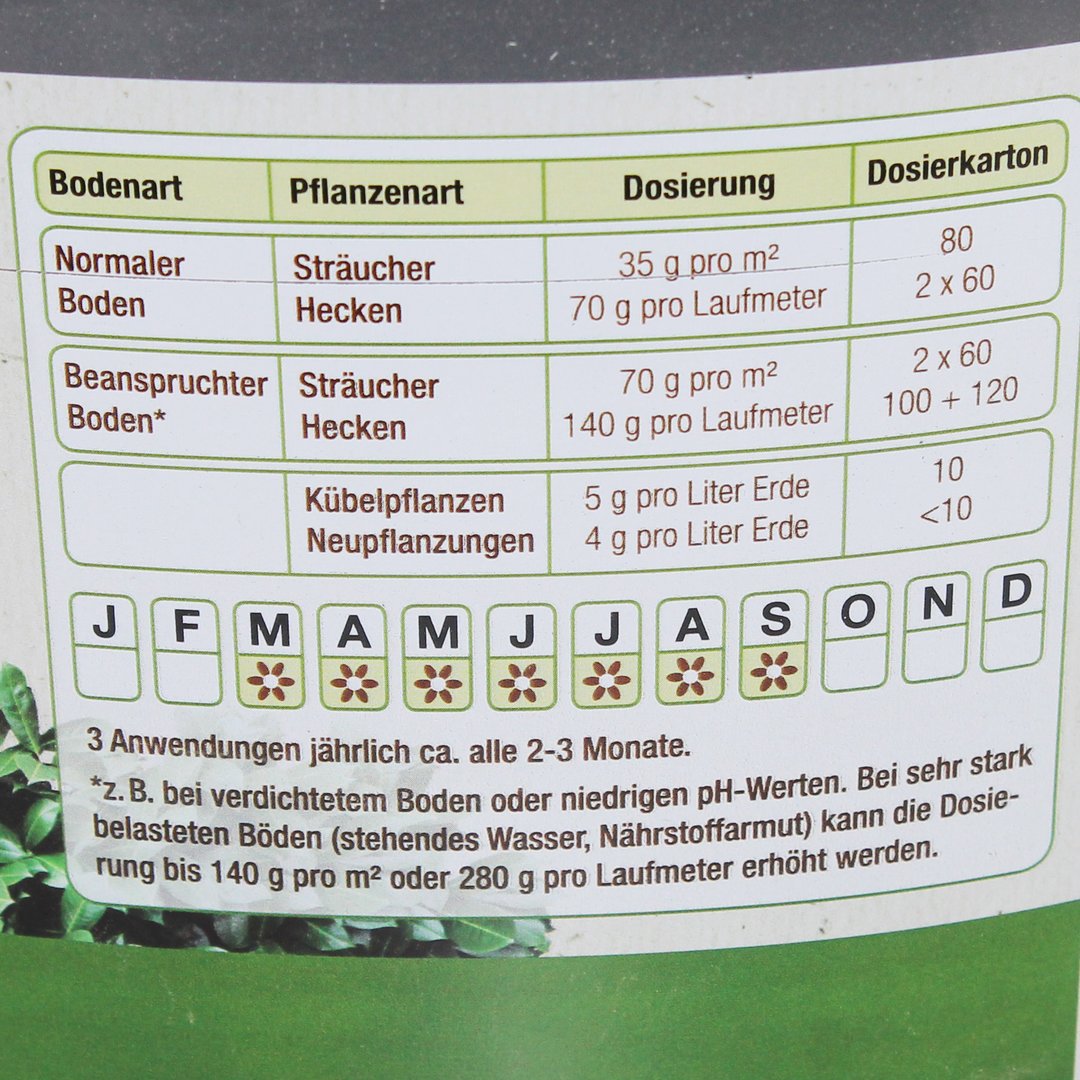 Bodenart Pflanzenart Dosierung Dosierkarton
Normaler Sträucher 35 g pro m² 80
Boden Hecken 70 g pro Laufmeter 2 x 60
Beanspruchter Sträucher 70 g pro m² 2 x 60
Boden* Hecken 140 g pro Laufmeter 100 + 120
Kübelpflanzen 5 g pro Liter Erde 10
Neupflanzungen 4 g pro Liter Erde <10
J F M A M J J A S O N D
3 Anwendungen jährlich ca. alle 2-3 Monate.
*z. B. bei verdichtetem Boden oder niedrigen pH-Werten. Bei sehr stark
belasteten Böden (stehendes Wasser, Nährstoffarmut) kann die Dosie-
rung bis 140 g pro m² oder 280 g pro Laufmeter erhöht werden.